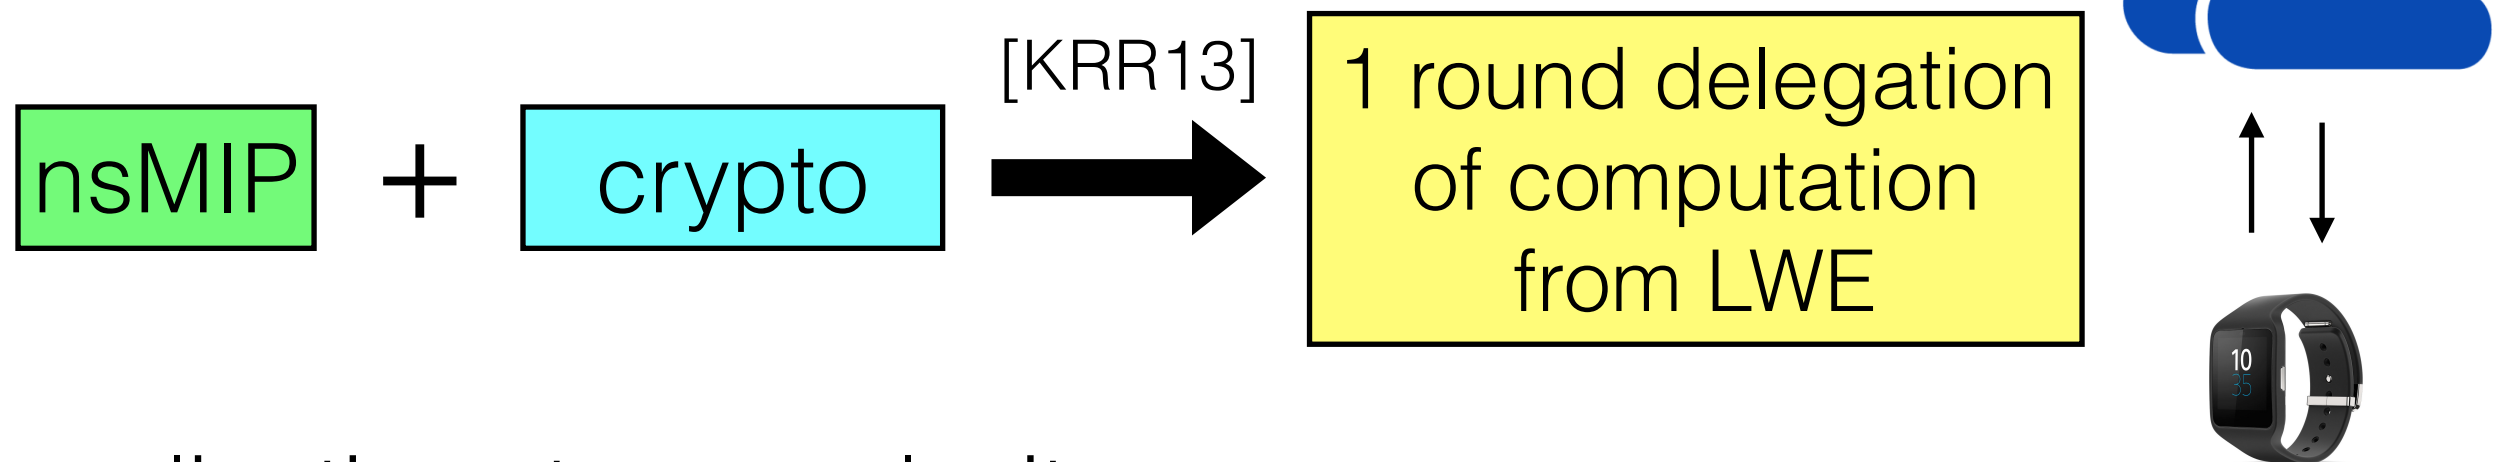 nsMIP + crypto
[KRR13]
1 round delegation
of computation
from LWE
10
35